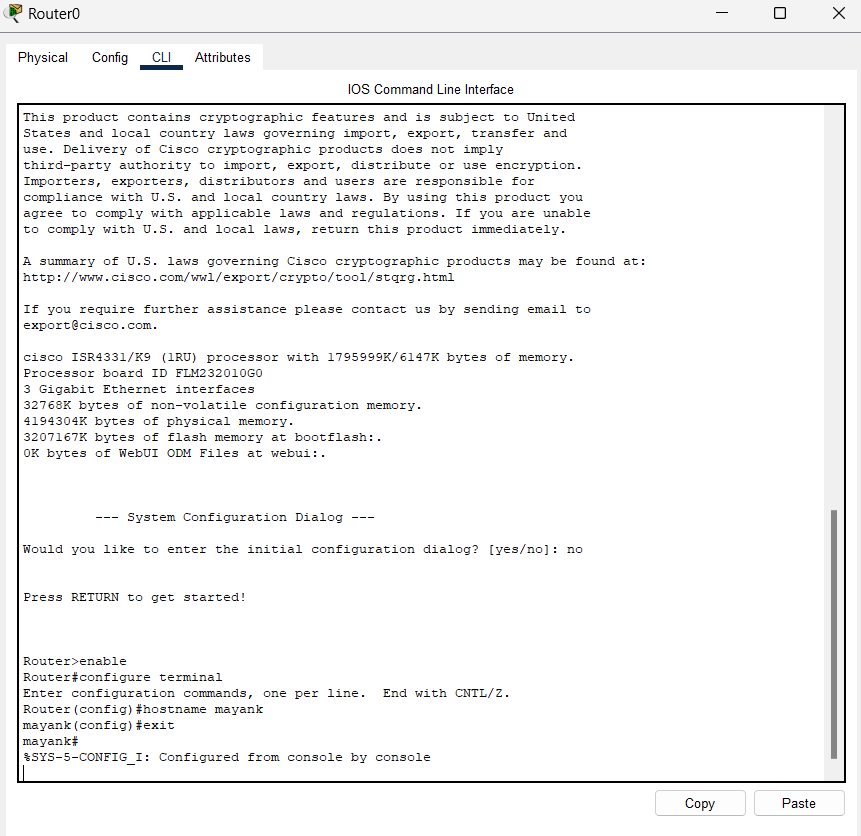 Router0
Physical Config CLI Attributes
IOS Command Line Interface
This product contains cryptographic features and is subject to United
States and local country laws governing import, export, transfer and
use. Delivery of Cisco cryptographic products does not imply
third-party authority to import, export, distribute or use encryption.
Importers, exporters, distributors and users are responsible for
compliance with U.S. and local country laws. By using this product you
agree to comply with applicable laws and regulations. If you are unable
to comply with U.S. and local laws, return this product immediately.
A summary of U.S. laws governing Cisco cryptographic products may be found at:
http://www.cisco.com/wwl/export/crypto/tool/stqrg.html
If you require further assistance please contact us by sending email to
export@cisco.com.
cisco ISR4331/K9 (1RU) processor with 1795999K/6147K bytes of memory.
Processor board ID FLM232010G0
3 Gigabit Ethernet interfaces
32768K bytes of non-volatile configuration memory.
4194304K bytes of physical memory.
3207167K bytes of flash memory at bootflash:.
0K bytes of WebUI ODM Files at webui:.
--- System Configuration Dialog ---
Would you like to enter the initial configuration dialog? [yes/no]: no
Press RETURN to get started!
Router>enable
Router#configure terminal
Enter configuration commands, one per line.  End with CNTL/Z.
Router(config)#hostname mayank
mayank(config)#exit
mayank#
%SYS-5-CONFIG_I: Configured from console by console
Copy Paste